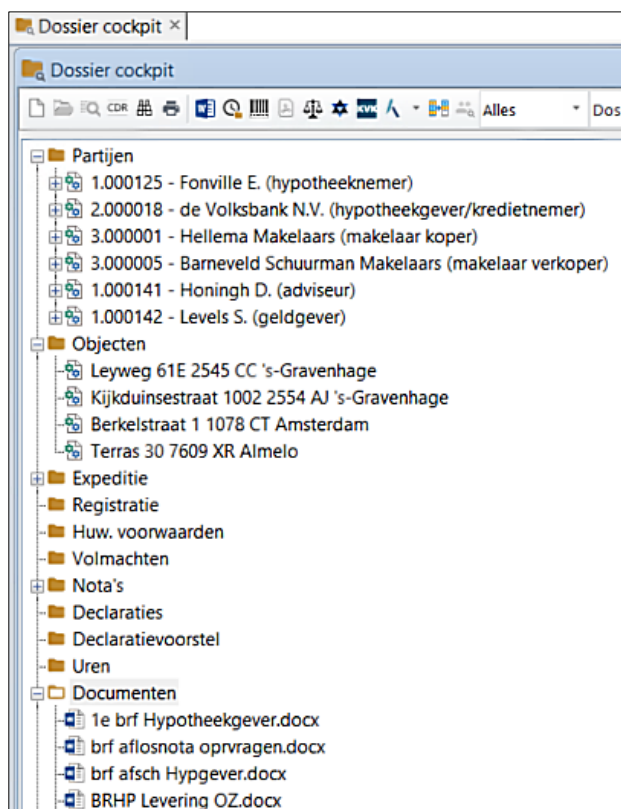 Dossier cockpit ×
Dossier cockpit
CDR KVK Alles Dos
Partijen
1.000125 - Fonville E. (hypotheeknemer)
2.000018 - de Volksbank N.V. (hypotheekgever/kredietnemer)
3.000001 - Hellema Makelaars (makelaar koper)
3.000005 - Barneveld Schuurman Makelaars (makelaar verkoper)
1.000141 - Honingh D. (adviseur)
1.000142 - Levels S. (geldgever)
Objecten
Leyweg 61E 2545 CC 's-Gravenhage
Kijkduinsestraat 1002 2554 AJ 's-Gravenhage
Berkelstraat 1 1078 CT Amsterdam
Terras 30 7609 XR Almelo
Expeditie
Registratie
Huw. voorwaarden
Volmachten
Nota's
Declaraties
Declaratievoorstel
Uren
Documenten
1e brf Hypotheekgever.docx
brf aflosnota oprvragen.docx
brf afsch Hypgever.docx
BRHP Levering OZ.docx